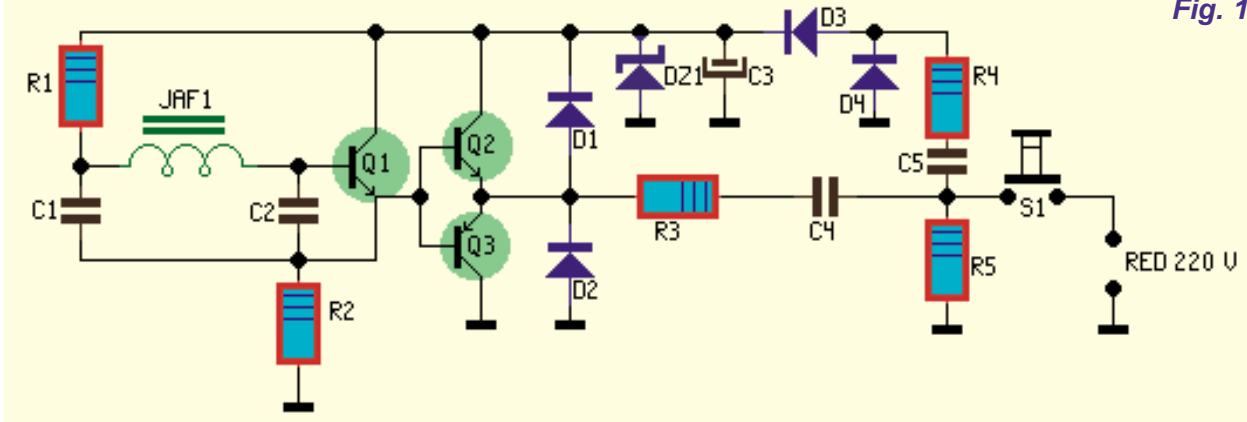 Fig. 1
D3
R1
JAF1
DZ1
C3
D4
R4
Q1
Q2
D1
C5
C1
C2
Q3
R3
C4
S1
R2
D2
R5
RED 220 V